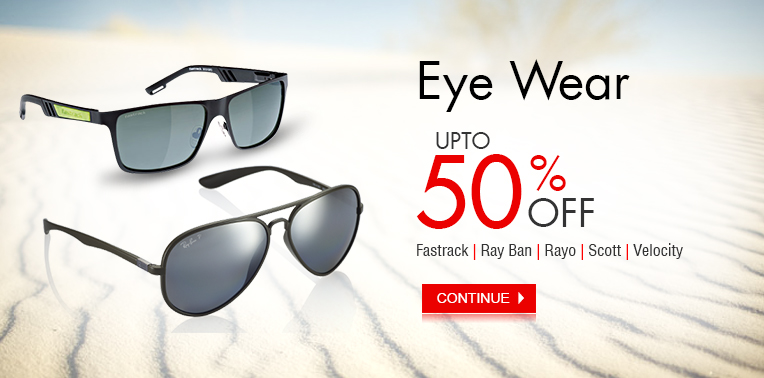 Eye Wear
UPTO
50%
OFF
Fastrack | Ray Ban | Rayo | Scott | Velocity
CONTINUE